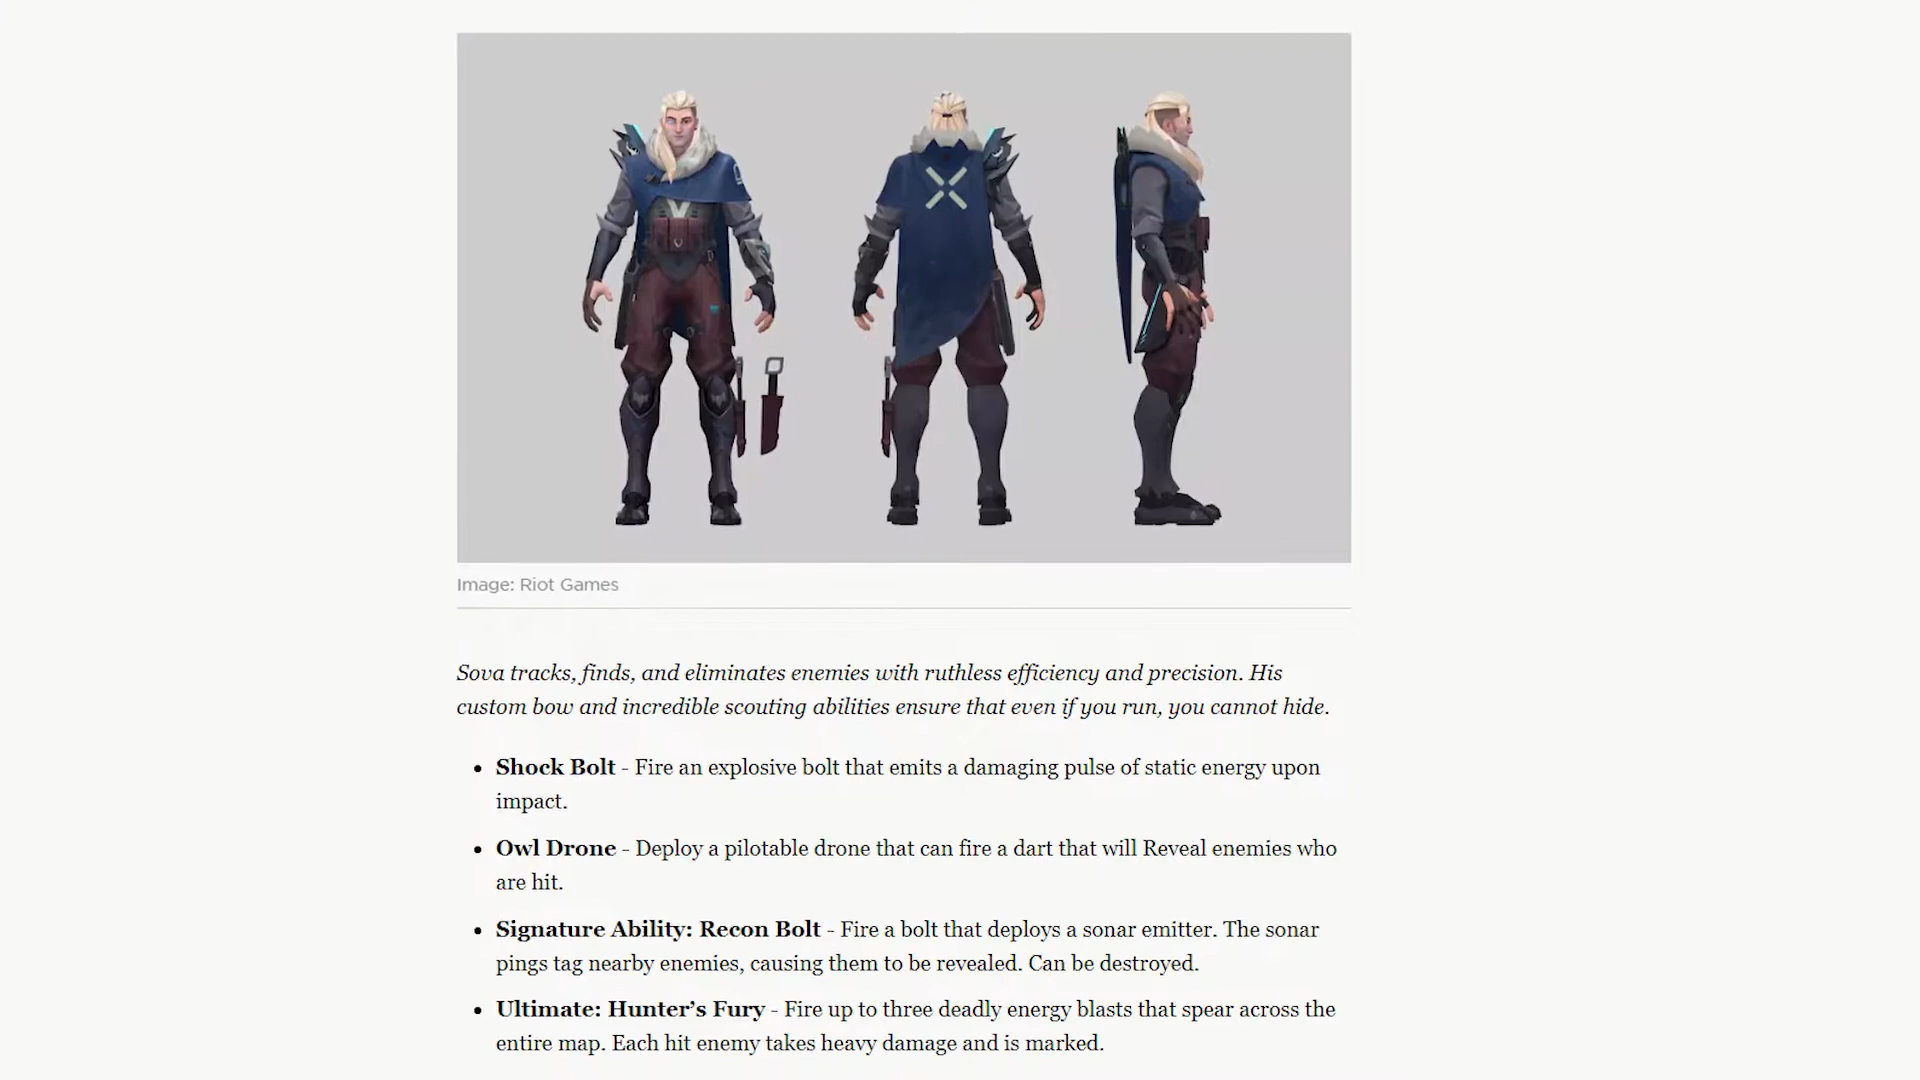 Image: Riot Games
Sova tracks, finds, and eliminates enemies with ruthless efficiency and precision. His
custom bow and incredible scouting abilities ensure that even if you run, you cannot hide.
• Shock Bolt - Fire an explosive bolt that emits a damaging pulse of static energy upon
impact.
• Owl Drone - Deploy a pilotable drone that can fire a dart that will Reveal enemies who
are hit.
• Signature Ability: Recon Bolt - Fire a bolt that deploys a sonar emitter. The sonar
pings tag nearby enemies, causing them to be revealed. Can be destroyed.
• Ultimate: Hunter’s Fury - Fire up to three deadly energy blasts that spear across the
entire map. Each hit enemy takes heavy damage and is marked.